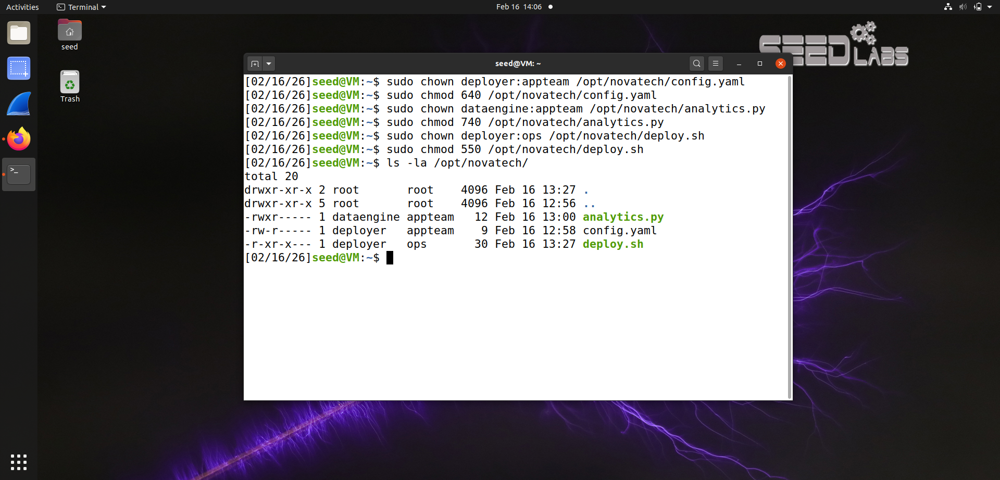 Activities
Terminal
Feb 16 14:06
seed
Trash
SEED LABS
seed@VM: ~
[02/16/26]seed@VM:~$ sudo chown deployer:appteam /opt/novatech/config.yaml
[02/16/26]seed@VM:~$ sudo chmod 640 /opt/novatech/config.yaml
[02/16/26]seed@VM:~$ sudo chown dataengine:appteam /opt/novatech/analytics.py
[02/16/26]seed@VM:~$ sudo chmod 740 /opt/novatech/analytics.py
[02/16/26]seed@VM:~$ sudo chown deployer:ops /opt/novatech/deploy.sh
[02/16/26]seed@VM:~$ sudo chmod 550 /opt/novatech/deploy.sh
[02/16/26]seed@VM:~$ ls -la /opt/novatech/
total 20
drwxr-xr-x 2 root       root    4096 Feb 16 13:27 .
drwxr-xr-x 5 root       root    4096 Feb 16 12:56 ..
-rwxr----- 1 dataengine appteam   12 Feb 16 13:00 analytics.py
-rw-r----- 1 deployer   appteam    9 Feb 16 12:58 config.yaml
-r-xr-x--- 1 deployer   ops       30 Feb 16 13:27 deploy.sh
[02/16/26]seed@VM:~$